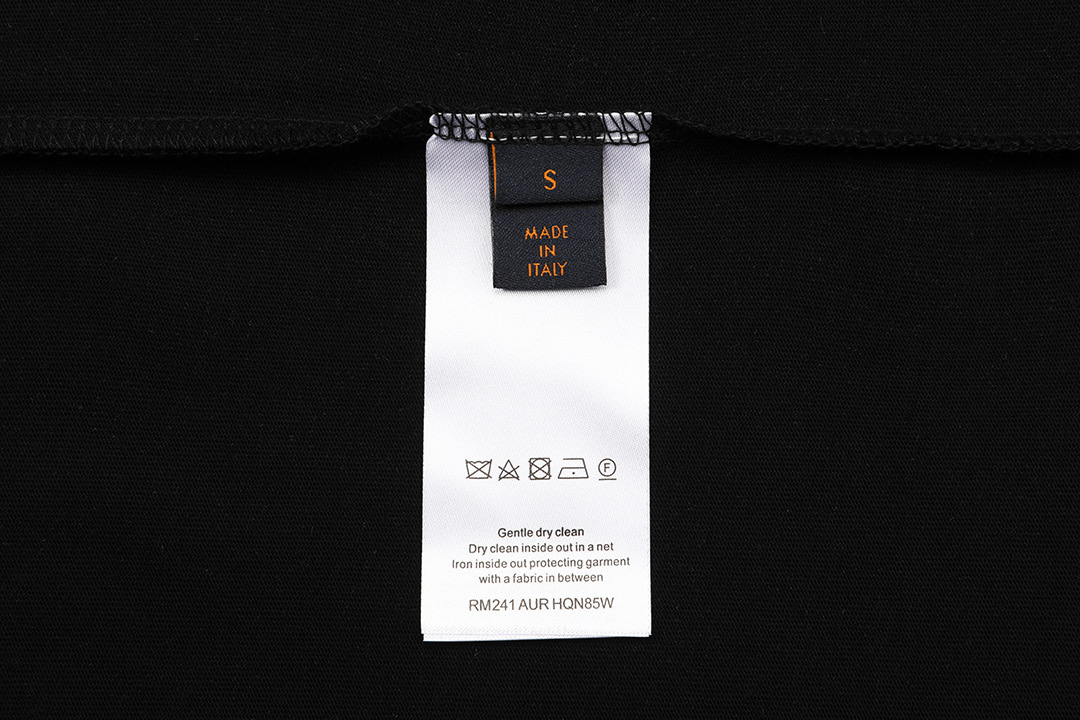 S
MADE
IN
ITALY
F
Gentle dry clean
Dry clean inside out in a net
Iron inside out protecting garment
with a fabric in between
RM241 AUR HQN85W